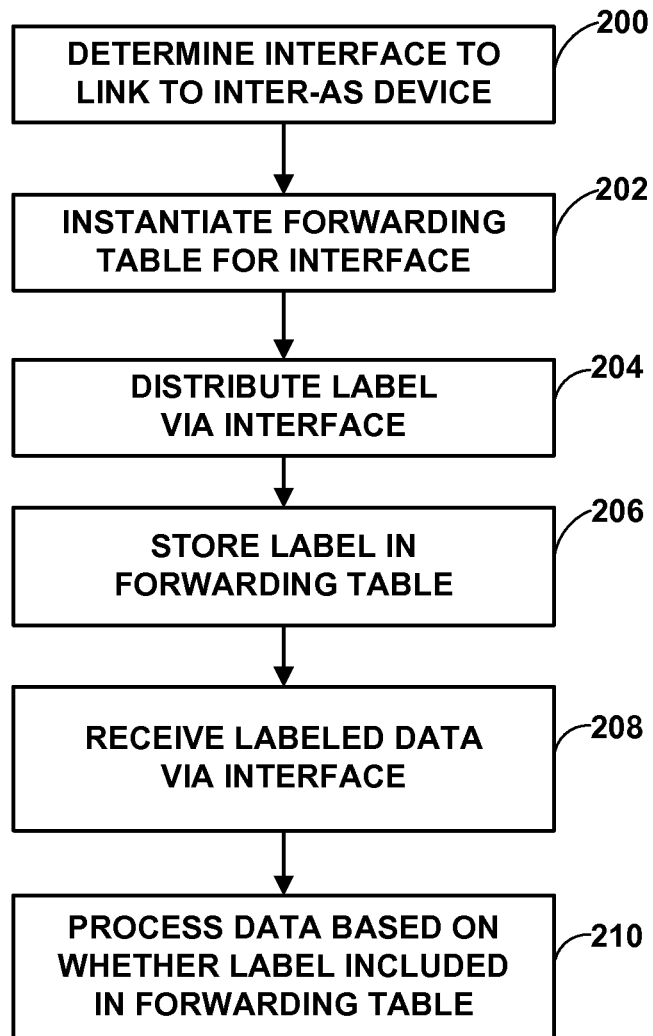 200
DETERMINE INTERFACE TO
LINK TO INTER-AS DEVICE
202
INSTANTIATE FORWARDING
TABLE FOR INTERFACE
204
DISTRIBUTE LABEL
VIA INTERFACE
206
STORE LABEL IN
FORWARDING TABLE
208
RECEIVE LABELED DATA
VIA INTERFACE
210
PROCESS DATA BASED ON
WHETHER LABEL INCLUDED
IN FORWARDING TABLE